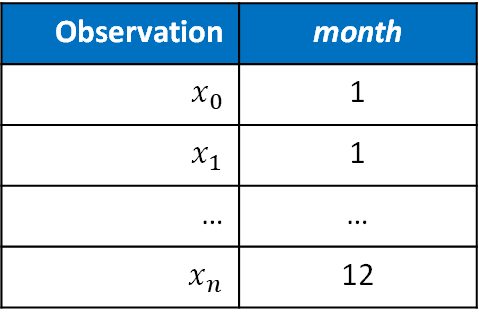 Observation month
x₀ 1
x₁ 1
... ...
xₙ 12